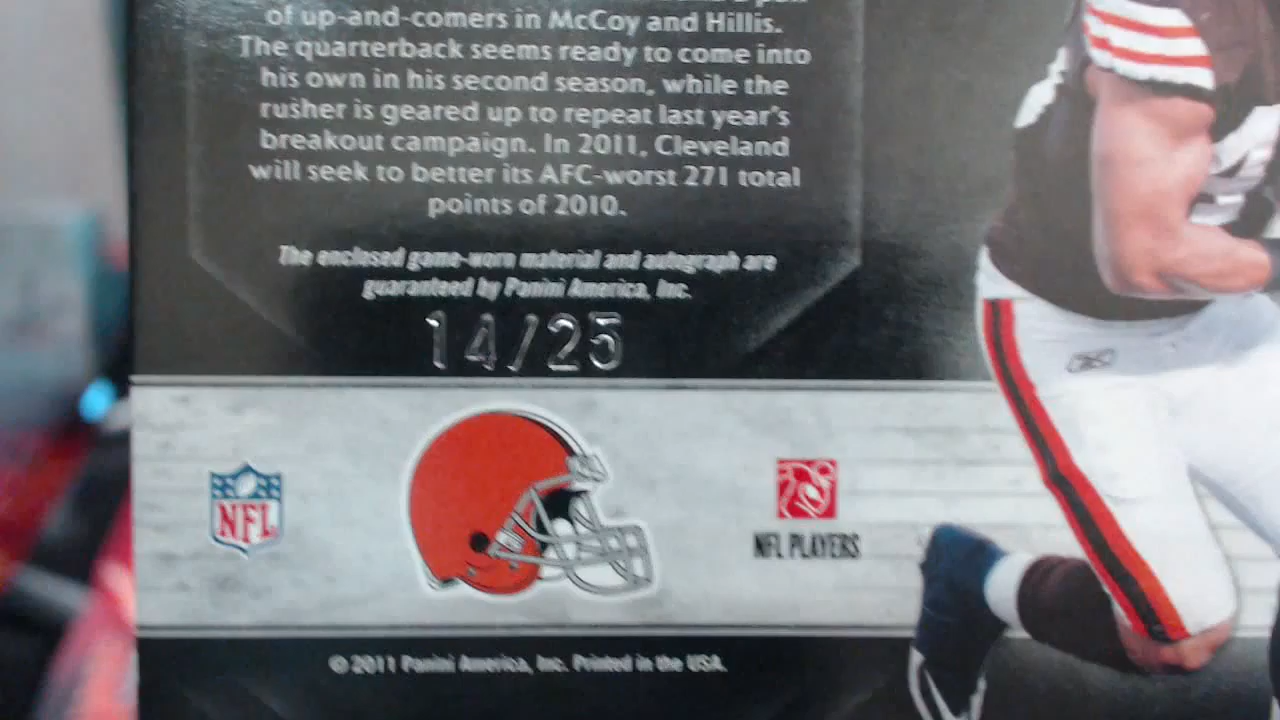 of up-and-comers in McCoy and Hillis.
The quarterback seems ready to come into
his own in his second season, while the
rusher is geared up to repeat last year's
breakout campaign. In 2011, Cleveland
will seek to better its AFC-worst 271 total
points of 2010.
The enclosed game-worn material and autograph are
guaranteed by Panini America, Inc.
14/25
NFL
NFL PLAYERS
© 2011 Panini America, Inc. Printed in the USA.